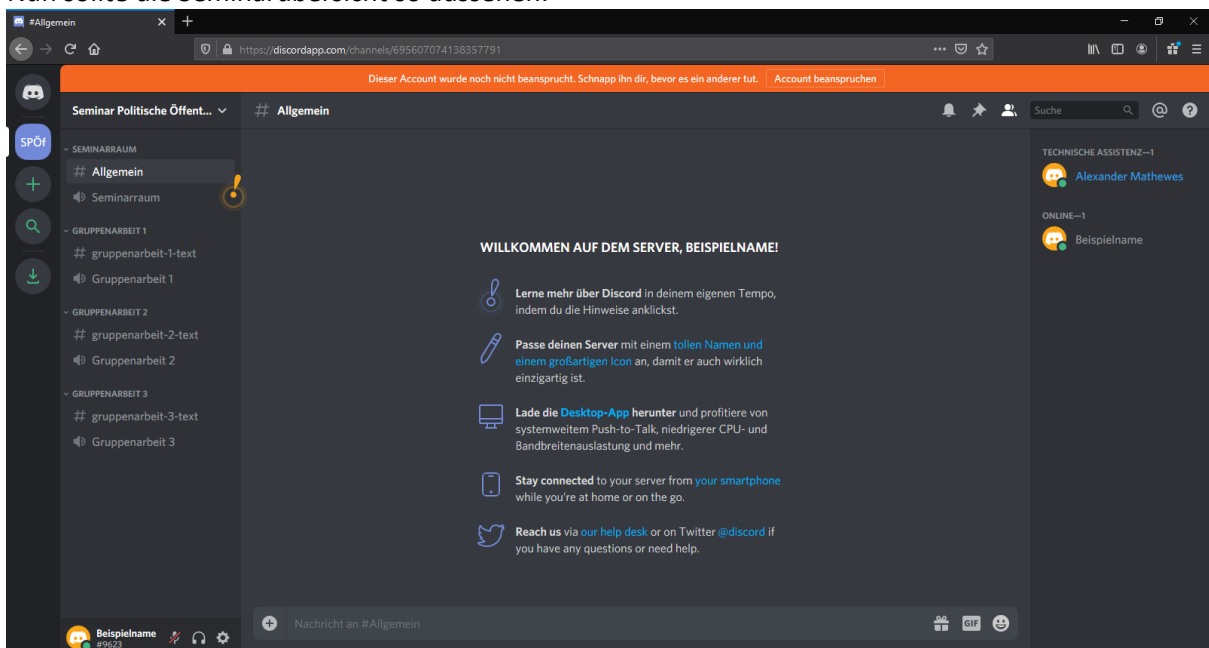 Nun sollte die Seminarübersicht so aussehen:
#Allgemein
https://discordapp.com/channels/695607074138357791
Dieser Account wurde noch nicht beansprucht. Schnapp ihn dir, bevor es ein anderer tut. Account beanspruchen
Seminar Politische Öffent...
# Allgemein
Suche
SPÖf
SEMINARRAUM
# Allgemein
Seminarraum
GRUPPENARBEIT 1
# gruppenarbeit-1-text
Gruppenarbeit 1
GRUPPENARBEIT 2
# gruppenarbeit-2-text
Gruppenarbeit 2
GRUPPENARBEIT 3
# gruppenarbeit-3-text
Gruppenarbeit 3
WILLKOMMEN AUF DEM SERVER, BEISPIELNAME!
Lerne mehr über Discord in deinem eigenen Tempo,
indem du die Hinweise anklickst.
Passe deinen Server mit einem tollen Namen und
einem großartigen Icon an, damit er auch wirklich
einzigartig ist.
Lade die Desktop-App herunter und profitiere von
systemweitem Push-to-Talk, niedrigerer CPU- und
Bandbreitenauslastung und mehr.
Stay connected to your server from your smartphone
while you're at home or on the go.
Reach us via our help desk or on Twitter @discord if
you have any questions or need help.
TECHNISCHE ASSISTENZ—1
Alexander Mathewes
ONLINE—1
Beispielname
Beispielname
#9623
Nachricht an #Allgemein
GIF